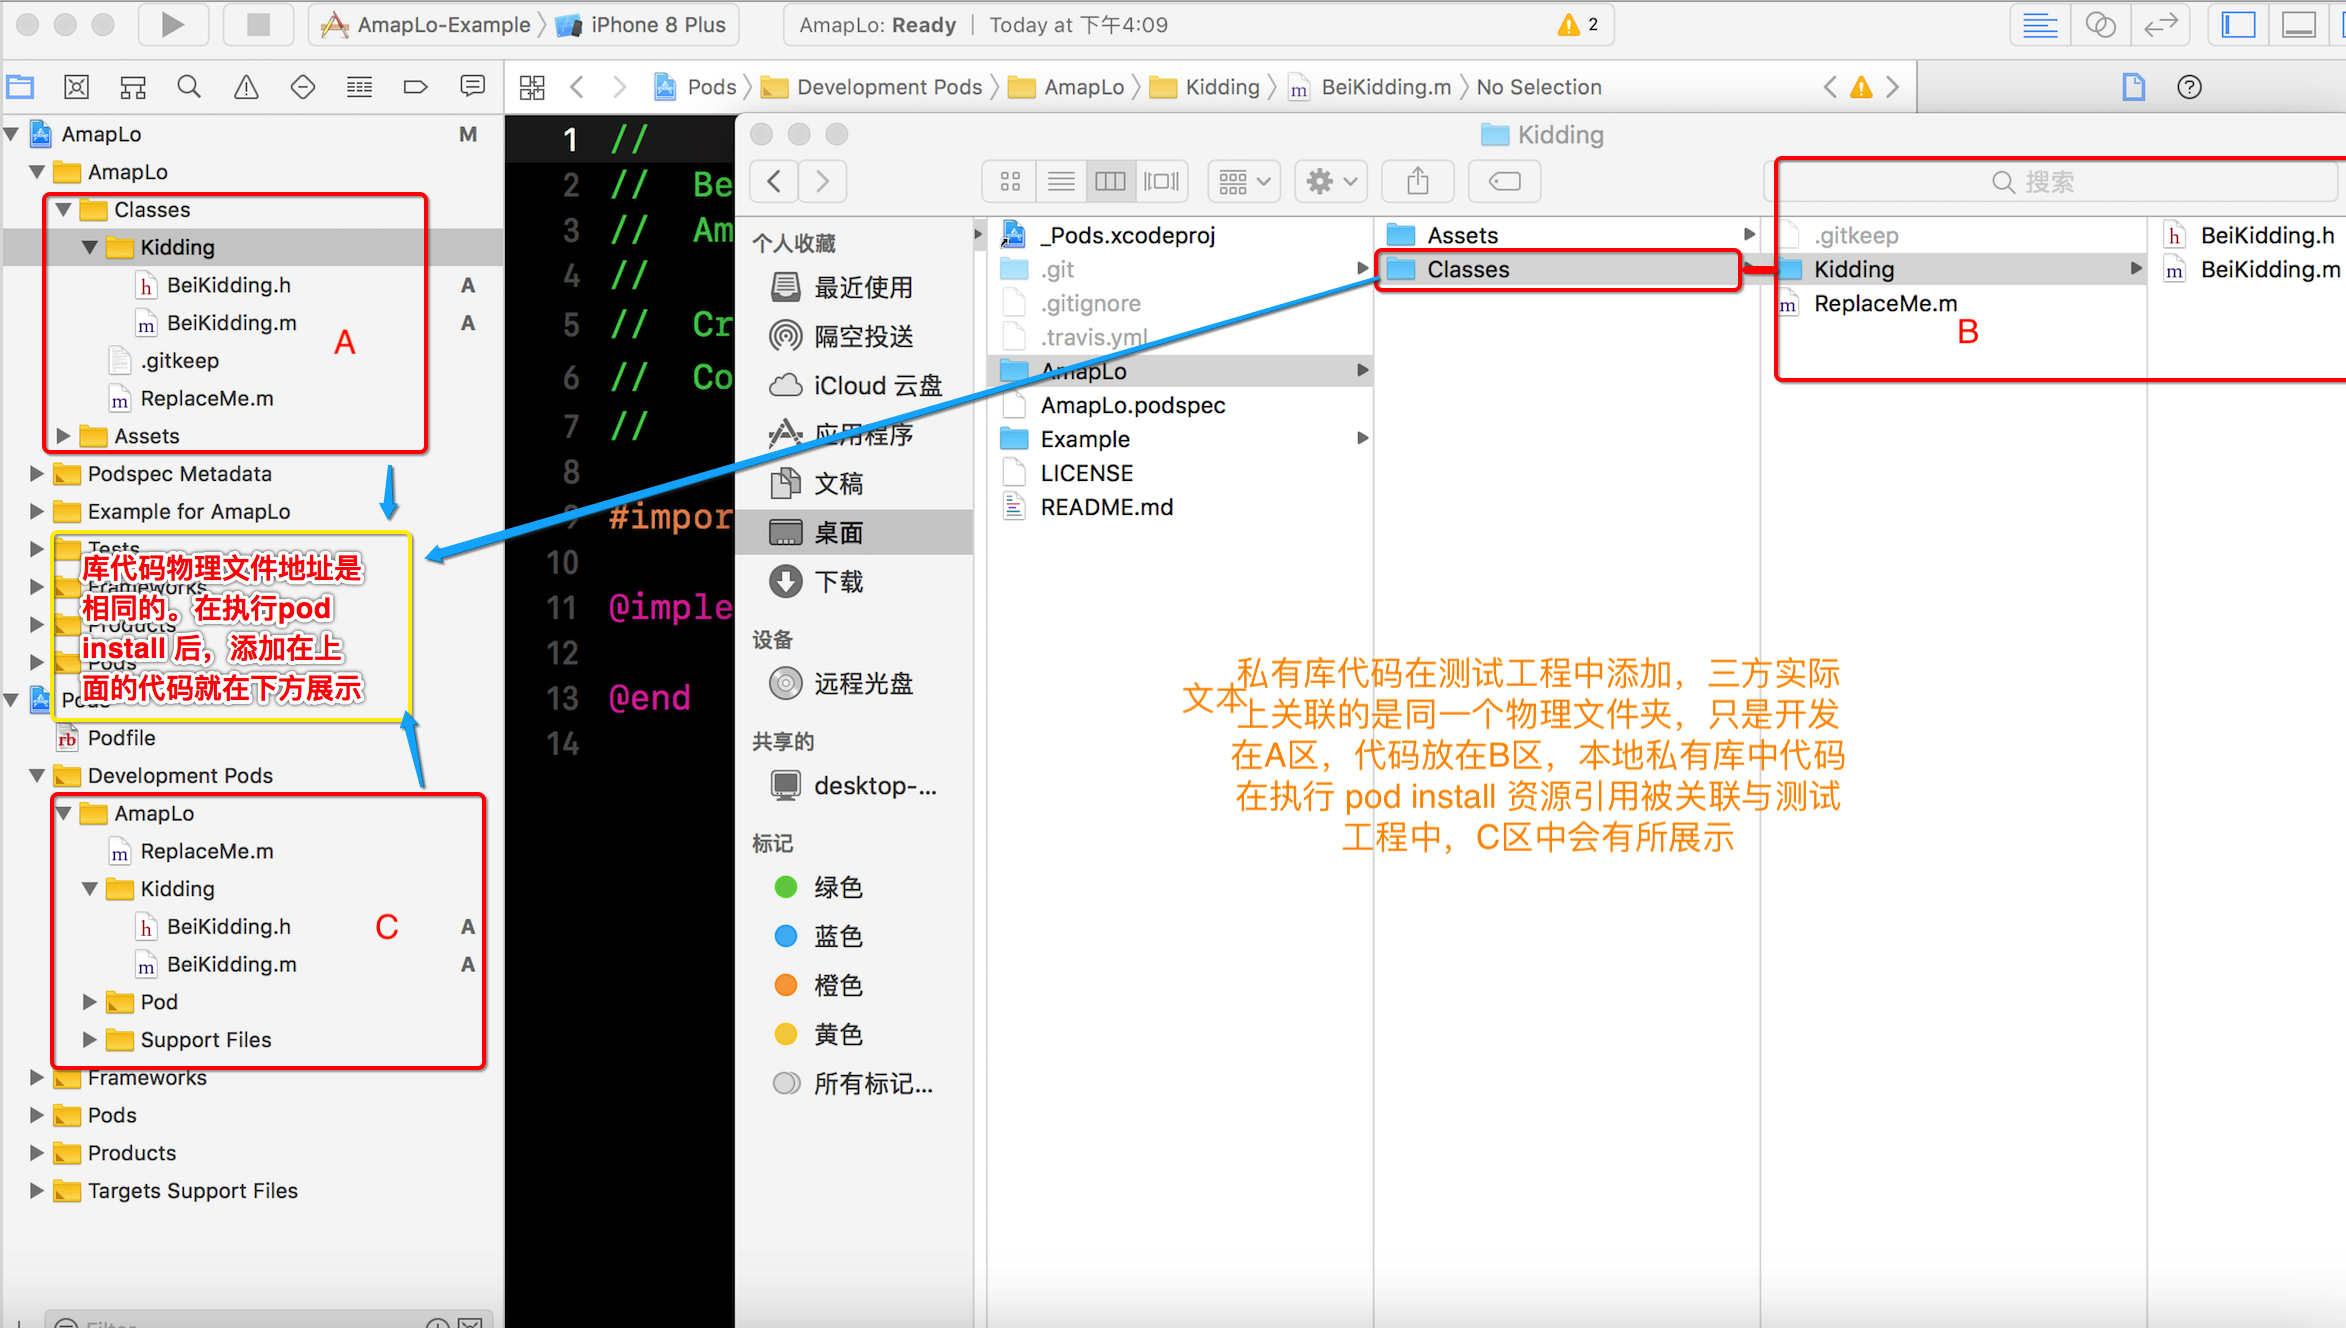 AmapLo-Example
iPhone 8 Plus
AmapLo: Ready | Today at 下午4:09
2
Pods
Development Pods
AmapLo
Kidding
m
BeiKidding.m
No Selection
AmapLo
M
AmapLo
Classes
Kidding
h BeiKidding.h
A
m BeiKidding.m
A
A
.gitkeep
m ReplaceMe.m
Assets
Podspec Metadata
Example for AmapLo
Tests
Frameworks
Products
Pods
Pods
库代码物理文件地址是
相同的。在执行pod
install 后，添加在上
面的代码就在下方展示
rb Podfile
Development Pods
AmapLo
m ReplaceMe.m
Kidding
h BeiKidding.h
C
A
m BeiKidding.m
A
Pod
Support Files
Frameworks
Pods
Products
Targets Support Files
1 //
2 // Be
3 // Am
4 //
5 // Cr
6 // Co
7 //
8
9 #impor
10
11 @imple
12
13 @end
14
Kidding
搜索
个人收藏
最近使用
隔空投送
iCloud 云盘
应用程序
文稿
桌面
下载
设备
远程光盘
共享的
desktop-...
标记
绿色
蓝色
橙色
黄色
所有标记...
_Pods.xcodeproj
.git
.gitignore
.travis.yml
AmapLo
AmapLo.podspec
Example
LICENSE
README.md
Assets
Classes
.gitkeep
Kidding
m ReplaceMe.m
B
h BeiKidding.h
m BeiKidding.m
文本
私有库代码在测试工程中添加，三方实际
上关联的是同一个物理文件夹，只是开发
在A区，代码放在B区，本地私有库中代码
在执行 pod install 资源引用被关联与测试
工程中，C区中会有所展示